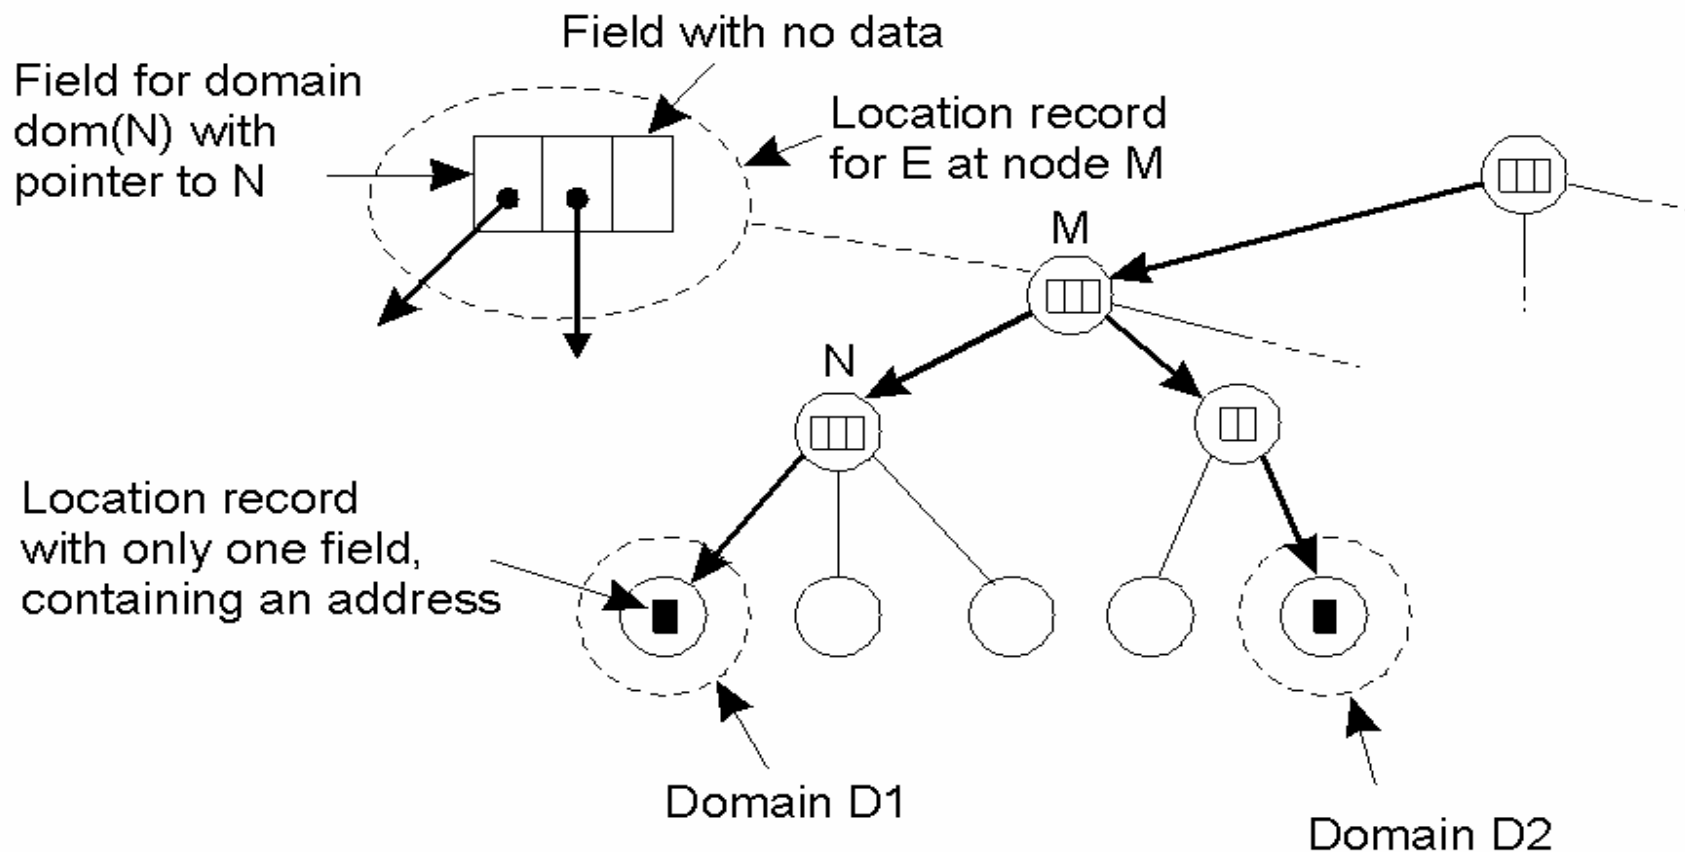 Field with no data
Field for domain
dom(N) with
pointer to N
Location record
for E at node M
M
N
Location record
with only one field,
containing an address
Domain D1
Domain D2